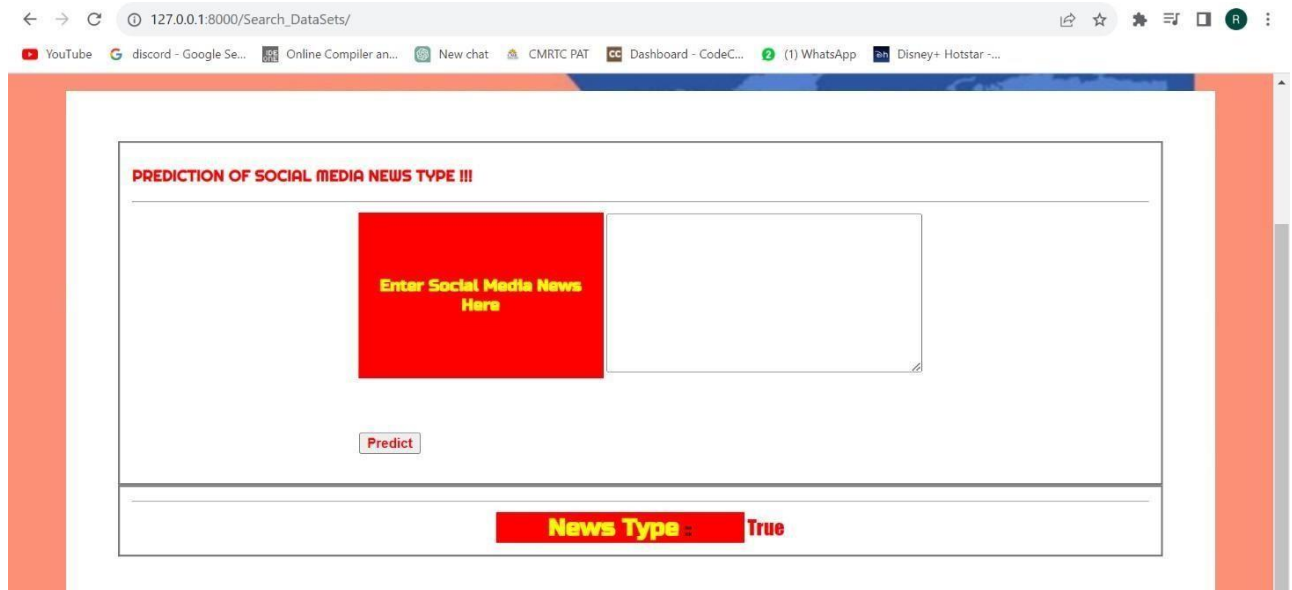 127.0.0.1:8000/Search_DataSets/
R
YouTube discord - Google Se... Online Compiler an... New chat CMRTC PAT CC Dashboard - CodeC... 2 (1) WhatsApp Disney+ Hotstar -...
PREDICTION OF SOCIAL MEDIA NEWS TYPE !!!
Enter Social Media News
Here
Predict
News Type : True